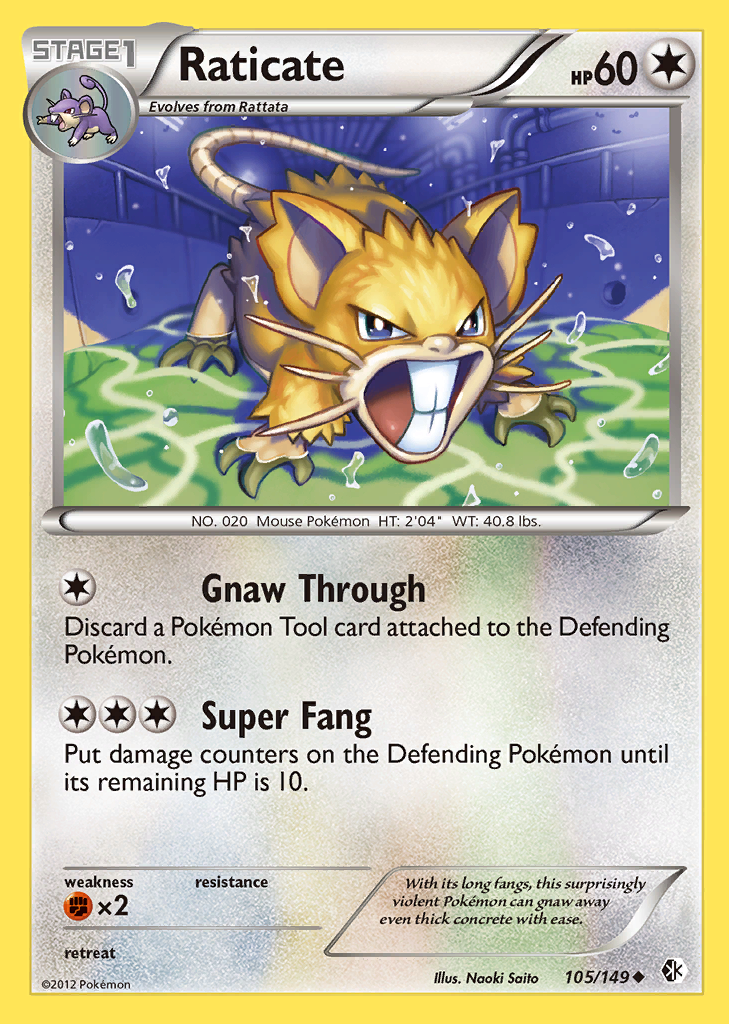 STAGE1
Raticate
HP60
Evolves from Rattata
NO. 020 Mouse Pokémon HT: 2'04" WT: 40.8 lbs.
Gnaw Through
Discard a Pokémon Tool card attached to the Defending
Pokémon.
Super Fang
Put damage counters on the Defending Pokémon until
its remaining HP is 10.
weakness resistance
×2
With its long fangs, this surprisingly
violent Pokémon can gnaw away
even thick concrete with ease.
retreat
Illus. Naoki Saito 105/149
©2012 Pokémon